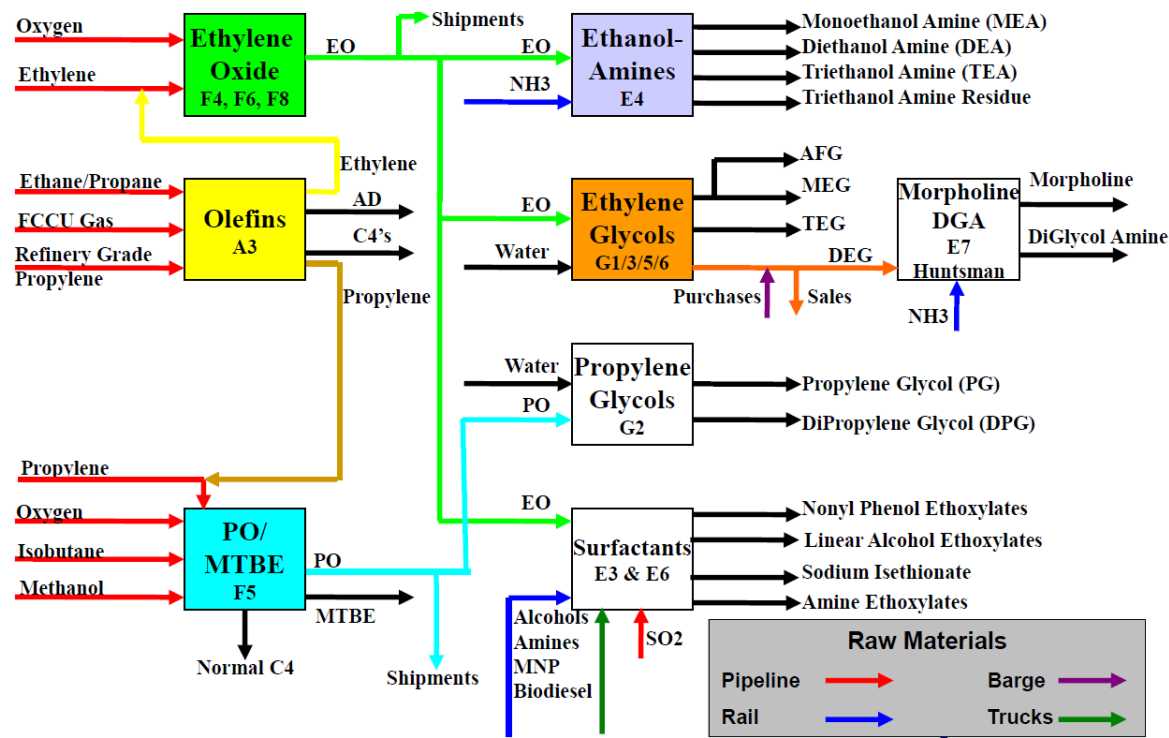 Oxygen
Ethylene
Ethylene
Oxide
F4, F6, F8
EO
Shipments
EO
NH3
Ethanol-
Amines
E4
Monoethanol Amine (MEA)
Diethanol Amine (DEA)
Triethanol Amine (TEA)
Triethanol Amine Residue
Ethane/Propane
FCCU Gas
Refinery Grade
Propylene
Olefins
A3
Ethylene
AD
C4's
Propylene
EO
Water
Ethylene
Glycols
G1/3/5/6
AFG
MEG
TEG
DEG
Purchases
Sales
Morpholine
DGA
E7
Huntsman
NH3
Morpholine
DiGlycol Amine
Water
PO
Propylene
Glycols
G2
Propylene Glycol (PG)
DiPropylene Glycol (DPG)
Propylene
Oxygen
Isobutane
Methanol
PO/
MTBE
F5
PO
MTBE
Normal C4
Shipments
EO
Surfactants
E3 & E6
Alcohols
Amines
MNP
Biodiesel
SO2
Nonyl Phenol Ethoxylates
Linear Alcohol Ethoxylates
Sodium Isethionate
Amine Ethoxylates
Raw Materials
Pipeline
Barge
Rail
Trucks